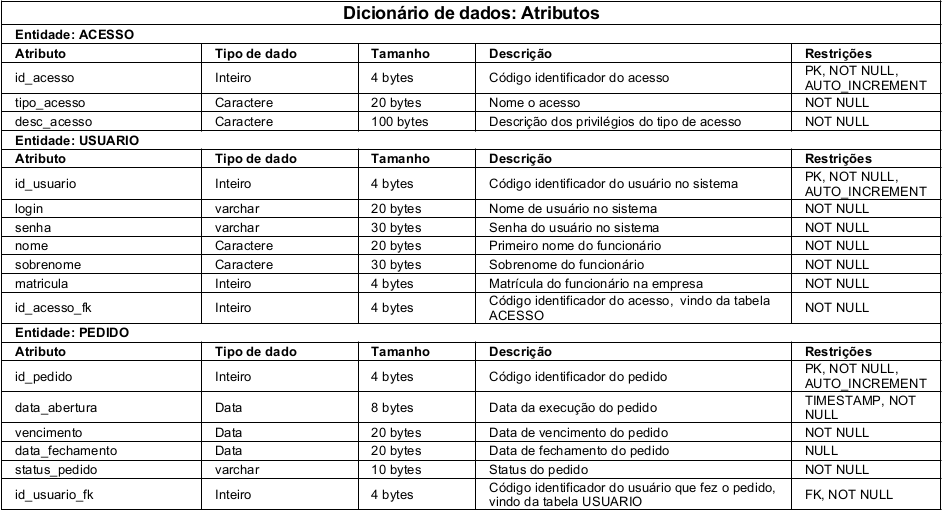 Dicionário de dados: Atributos
Entidade: ACESSO
Atributo Tipo de dado Tamanho Descrição Restrições
id_acesso Inteiro 4 bytes Código identificador do acesso PK, NOT NULL,
AUTO_INCREMENT
tipo_acesso Caractere 20 bytes Nome o acesso NOT NULL
desc_acesso Caractere 100 bytes Descrição dos privilégios do tipo de acesso NOT NULL
Entidade: USUARIO
Atributo Tipo de dado Tamanho Descrição Restrições
id_usuario Inteiro 4 bytes Código identificador do usuário no sistema PK, NOT NULL,
AUTO_INCREMENT
login varchar 20 bytes Nome de usuário no sistema NOT NULL
senha varchar 30 bytes Senha do usuário no sistema NOT NULL
nome Caractere 20 bytes Primeiro nome do funcionário NOT NULL
sobrenome Caractere 30 bytes Sobrenome do funcionário NOT NULL
matricula Inteiro 4 bytes Matrícula do funcionário na empresa NOT NULL
id_acesso_fk Inteiro 4 bytes Código identificador do acesso, vindo da tabela
ACESSO NOT NULL
Entidade: PEDIDO
Atributo Tipo de dado Tamanho Descrição Restrições
id_pedido Inteiro 4 bytes Código identificador do pedido PK, NOT NULL,
AUTO_INCREMENT
data_abertura Data 8 bytes Data da execução do pedido TIMESTAMP, NOT
NULL
vencimento Data 20 bytes Data de vencimento do pedido NOT NULL
data_fechamento Data 20 bytes Data de fechamento do pedido NULL
status_pedido varchar 10 bytes Status do pedido NOT NULL
id_usuario_fk Inteiro 4 bytes Código identificador do usuário que fez o pedido,
vindo da tabela USUARIO FK, NOT NULL